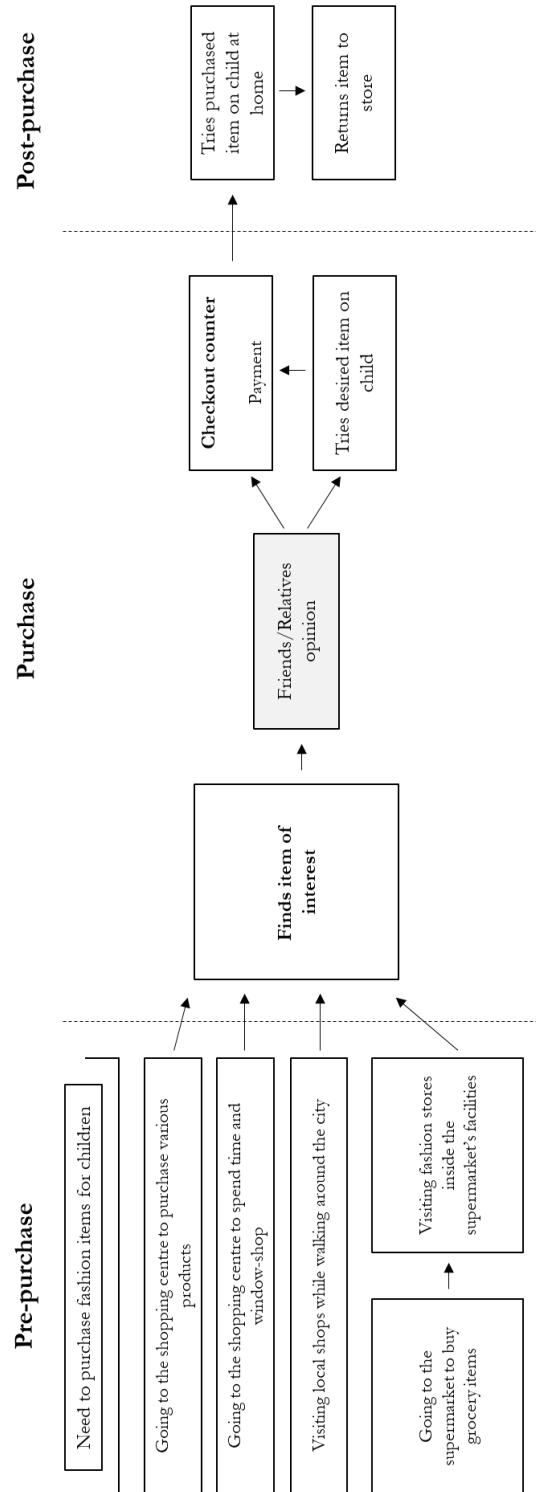 Pre-purchase
Purchase
Post-purchase
Need to purchase fashion items for children
Going to the shopping centre to purchase various
products
Going to the shopping centre to spend time and
window-shop
Visiting local shops while walking around the city
Going to the
supermarket to buy
grocery items
Visiting fashion stores
inside the
supermarket's facilities
Finds item of
interest
Friends/Relatives
opinion
Checkout counter
Payment
Tries desired item on
child
Tries purchased
item on child at
home
Returns item to
store